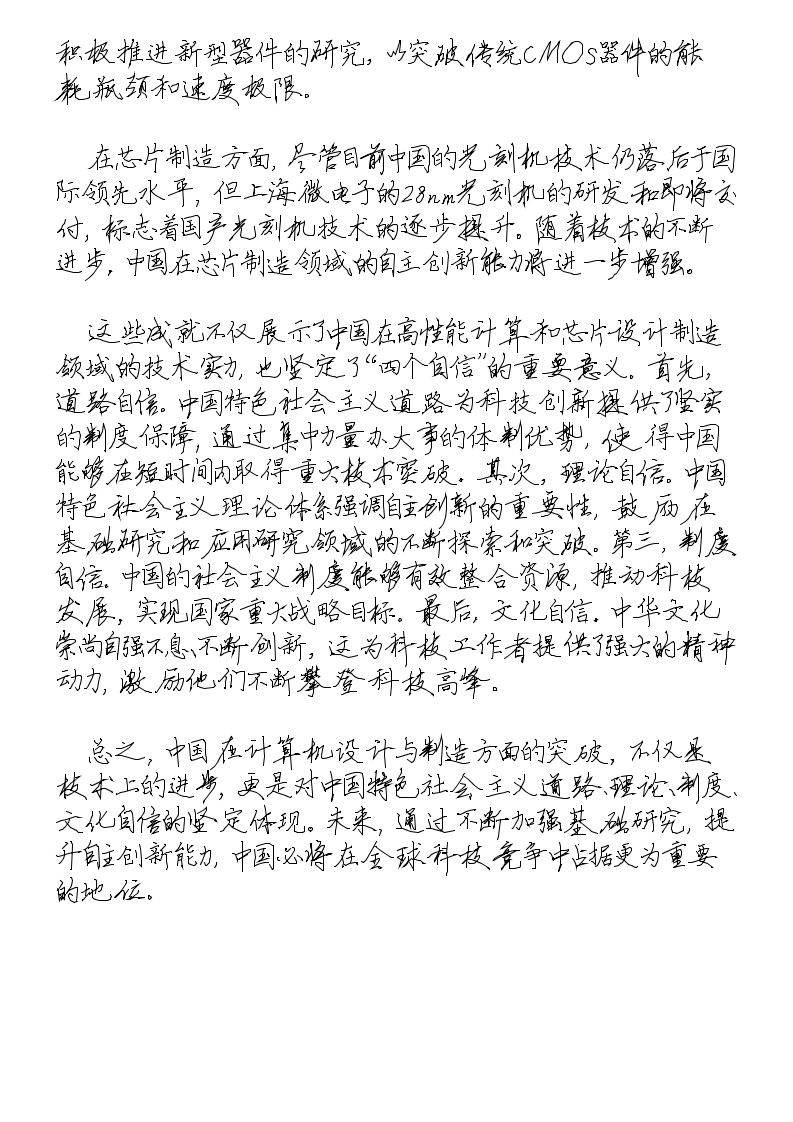 积极推进新型器件的研究，以突破传统CMOS器件的能
耗瓶颈和速度极限。
在芯片制造方面，尽管目前中国的光刻机技术仍落后于国
际领先水平，但上海微电子的28nm光刻机的研发和即将交
付，标志着国产光刻机技术的逐步提升。随着技术的不断
进步，中国在芯片制造领域的自主创新能力将进一步增强。
这些成就不仅展示了中国在高性能计算和芯片设计制造
领域的技术实力，也坚定了“四个自信”的重要意义。首先，
道路自信。中国特色社会主义道路为科技创新提供了坚实
的制度保障，通过集中力量办大事的体制优势，使得中国
能够在短时间内取得重大技术突破。其次，理论自信。中国
特色社会主义理论体系强调自主创新的重要性，鼓励在
基础研究和应用研究领域的不断探索和突破。第三，制度
自信。中国的社会主义制度能够有效整合资源，推动科技
发展，实现国家重大战略目标。最后，文化自信。中华文化
崇尚自强不息、不断创新，这为科技工作者提供了强大的精神
动力，激励他们不断攀登科技高峰。
总之，中国在计算机设计与制造方面的突破，不仅是
技术上的进步，更是对中国特色社会主义道路、理论、制度、
文化自信的坚定体现。未来，通过不断加强基础研究，提
升自主创新能力，中国必将在全球科技竞争中占据更为重要
的地位。